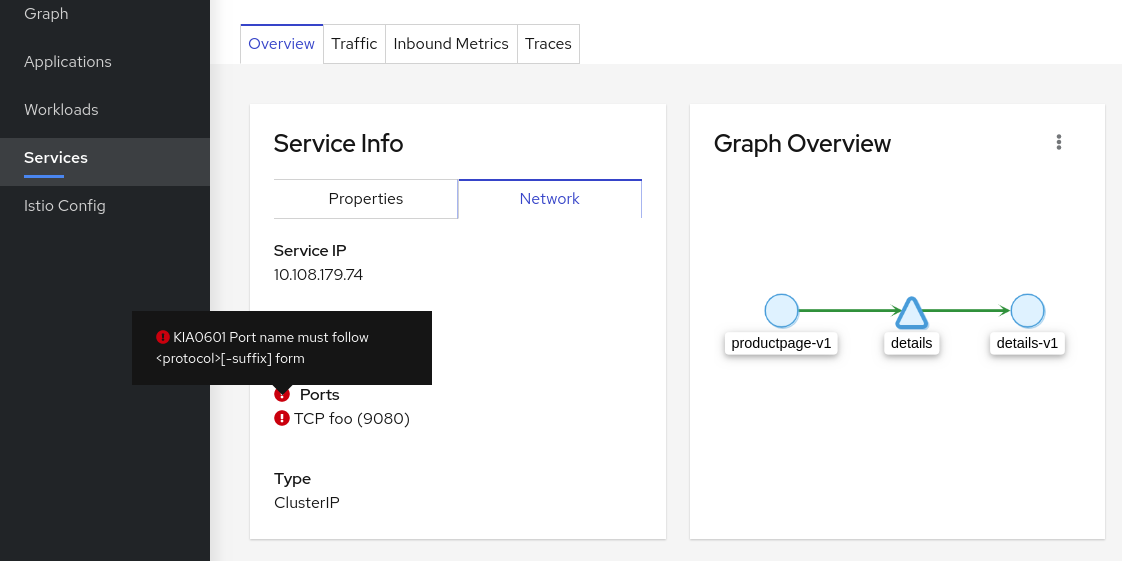 Graph
Applications
Workloads
Services
Istio Config
Overview
Traffic
Inbound Metrics
Traces
Service Info
Properties
Network
Service IP
10.108.179.74
KIA0601 Port name must follow
<protocol>[-suffix] form
Ports
TCP foo (9080)
Type
ClusterIP
Graph Overview
productpage-v1
details
details-v1